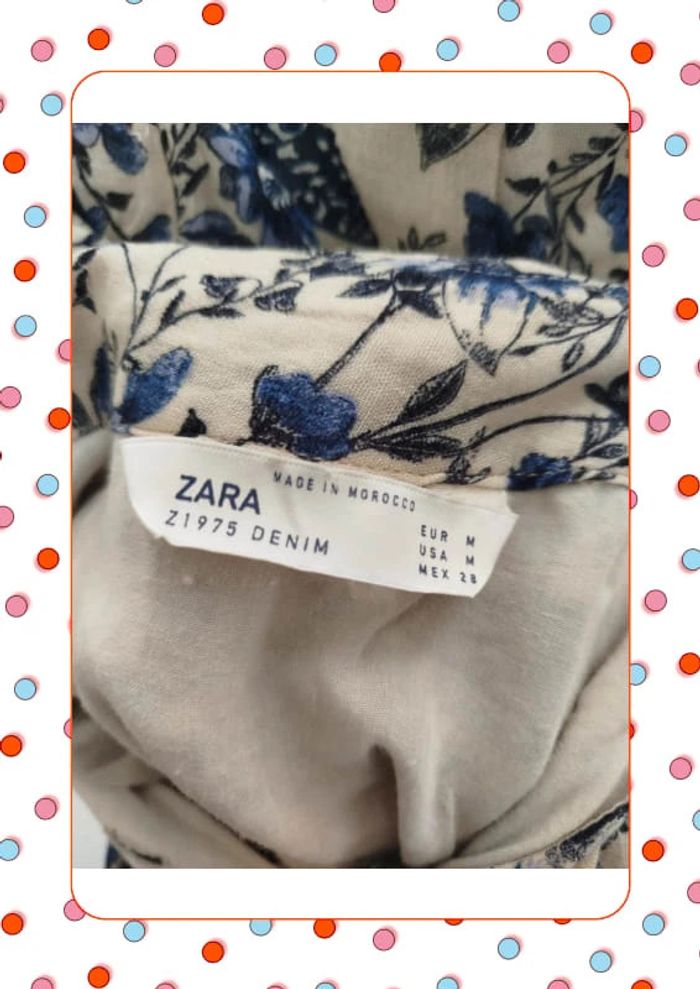 MADE IN MOROCCO
ZARA
Z1975 DENIM
EUR M
USA M
MEX 28